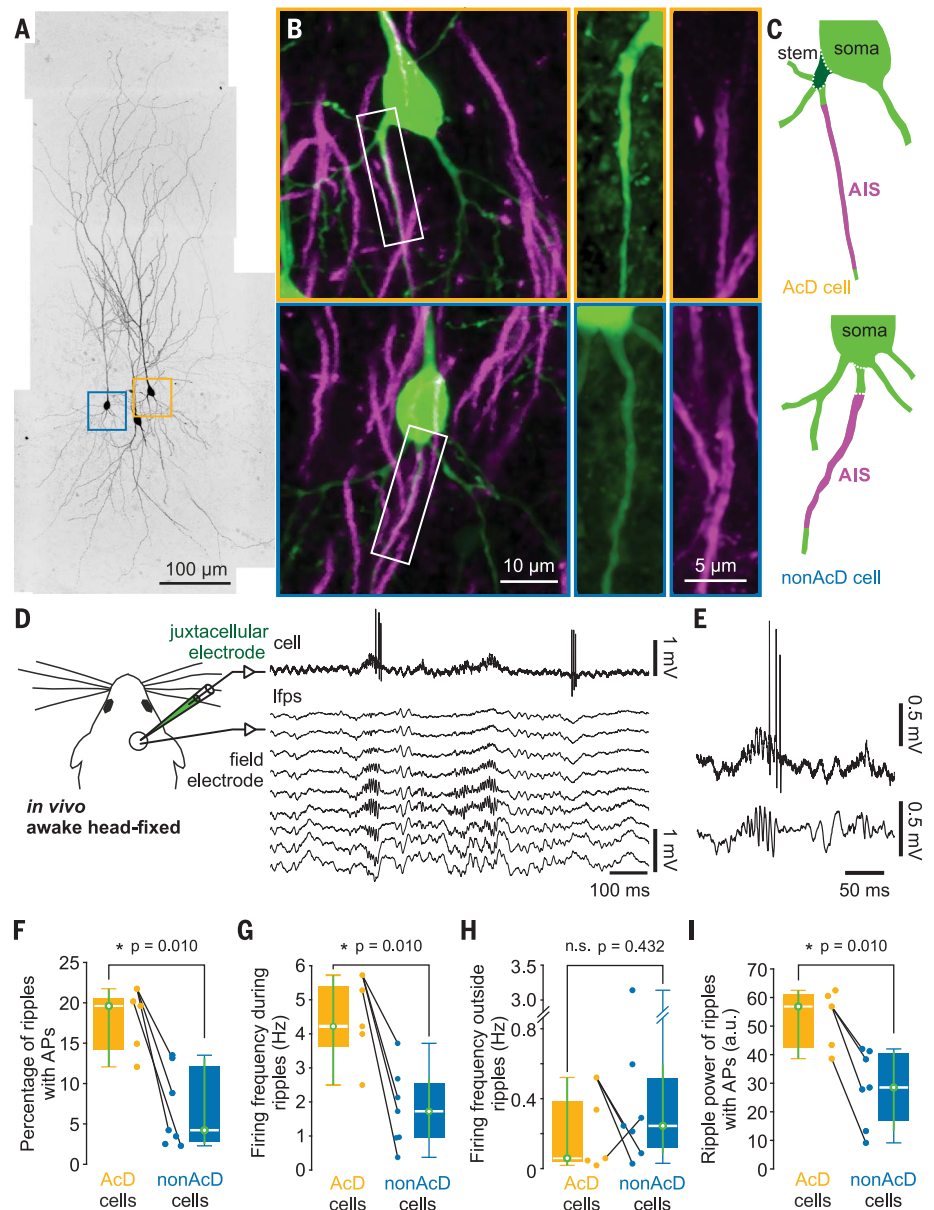 A
100 µm
B
10 µm
5 µm
C
stem
soma
AIS
AcD cell
soma
AIS
nonAcD cell
D
juxtacellular
electrode
field
electrode
in vivo
awake head-fixed
cell
1 mV
lfps
1 mV
100 ms
E
0.5 mV
0.5 mV
50 ms
F
* p = 0.010
Percentage of ripples
with APs
25
20
15
10
5
0
AcD
cells
nonAcD
cells
G
* p = 0.010
Firing frequency during
ripples (Hz)
6
5
4
3
2
1
0
AcD
cells
nonAcD
cells
H
n.s. p = 0.432
Firing frequency outside
ripples (Hz)
3.5
3.0
0.8
0.4
0
AcD
cells
nonAcD
cells
I
* p = 0.010
Ripple power of ripples
with APs (a.u.)
70
60
50
40
30
20
10
0
AcD
cells
nonAcD
cells